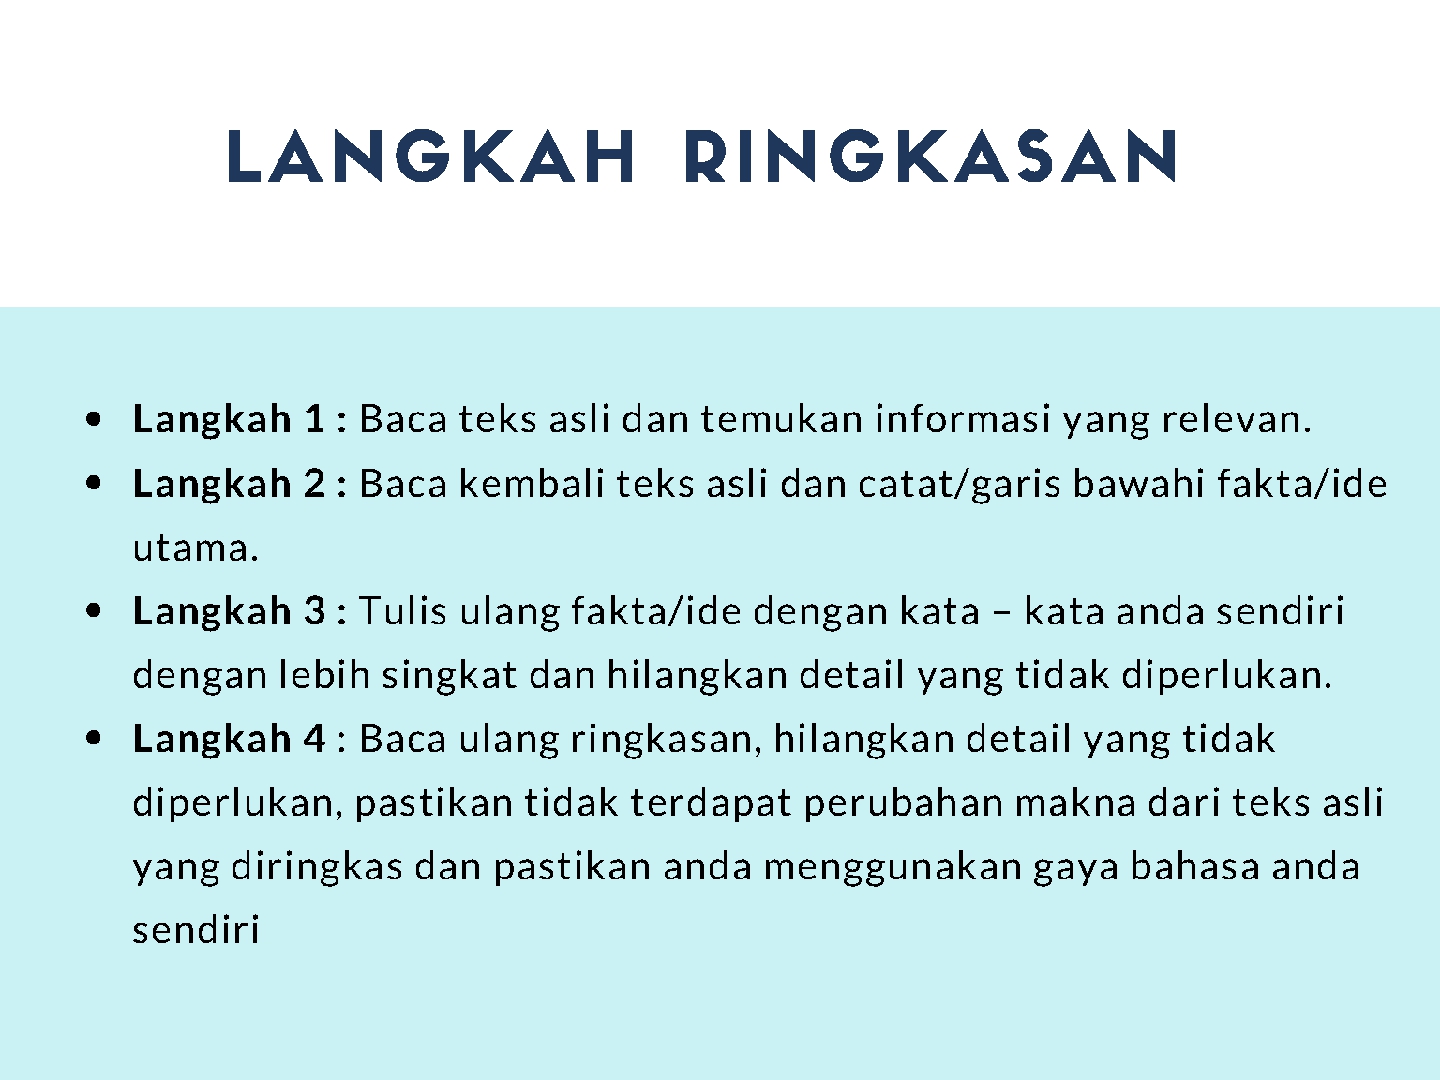 LANGKAH RINGKASAN
• Langkah 1 : Baca teks asli dan temukan informasi yang relevan.
• Langkah 2 : Baca kembali teks asli dan catat/garis bawahi fakta/ide
utama.
• Langkah 3 : Tulis ulang fakta/ide dengan kata – kata anda sendiri
dengan lebih singkat dan hilangkan detail yang tidak diperlukan.
• Langkah 4 : Baca ulang ringkasan, hilangkan detail yang tidak
diperlukan, pastikan tidak terdapat perubahan makna dari teks asli
yang diringkas dan pastikan anda menggunakan gaya bahasa anda
sendiri